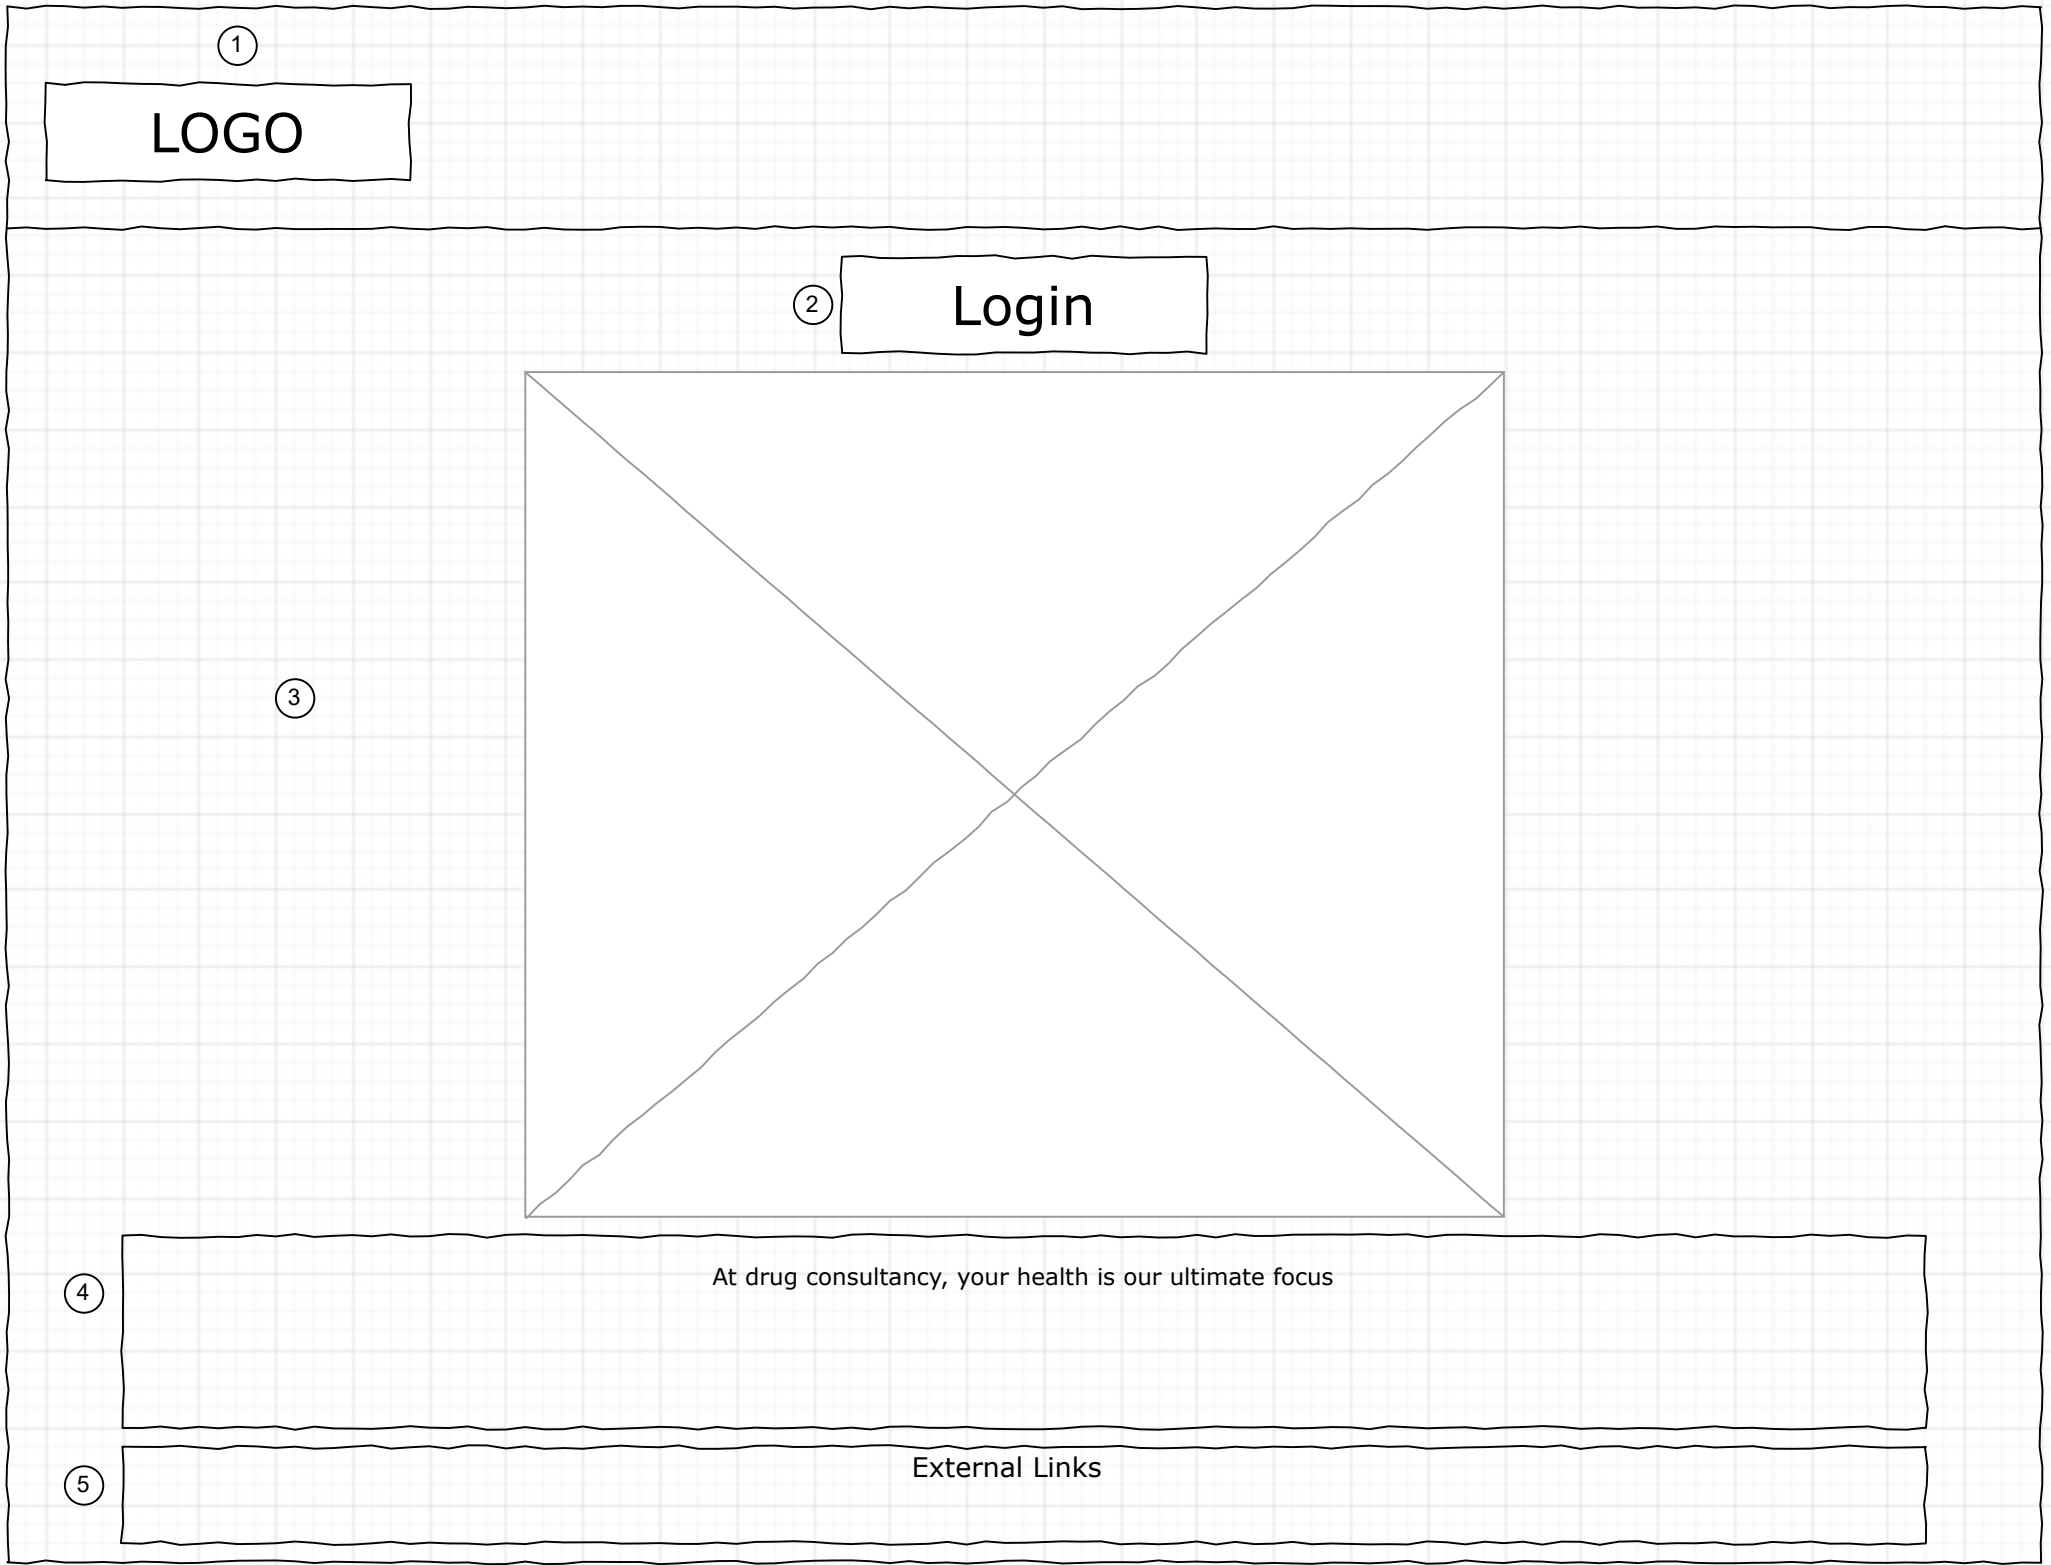 1
LOGO
2
Login
3
4
At drug consultancy, your health is our ultimate focus
5
External Links